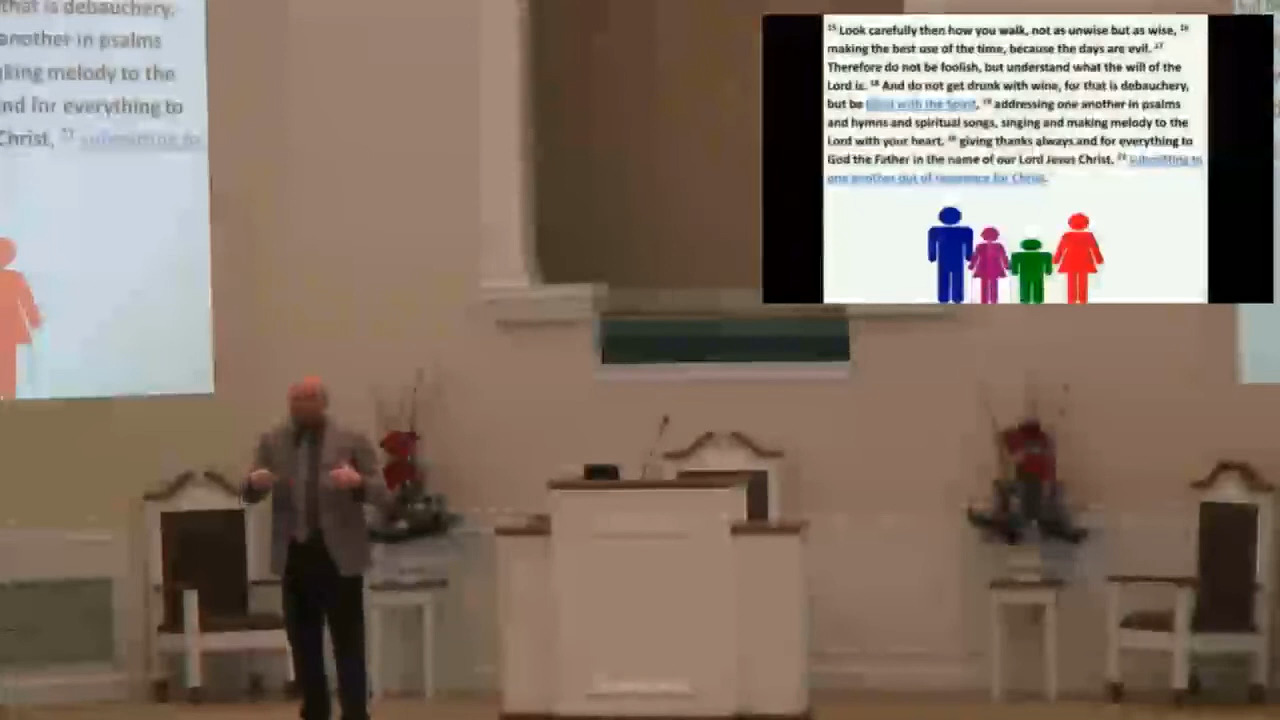 that is debauchery,
another in psalms
king melody to the
nd for everything to
Christ, 21 submitting to
15 Look carefully then how you walk, not as unwise but as wise, 16
making the best use of the time, because the days are evil. 17
Therefore do not be foolish, but understand what the will of the
Lord is. 18 And do not get drunk with wine, for that is debauchery,
but be filled with the Spirit, 19 addressing one another in psalms
and hymns and spiritual songs, singing and making melody to the
Lord with your heart, 20 giving thanks always and for everything to
God the Father in the name of our Lord Jesus Christ, 21 submitting to
one another out of reverence for Christ.